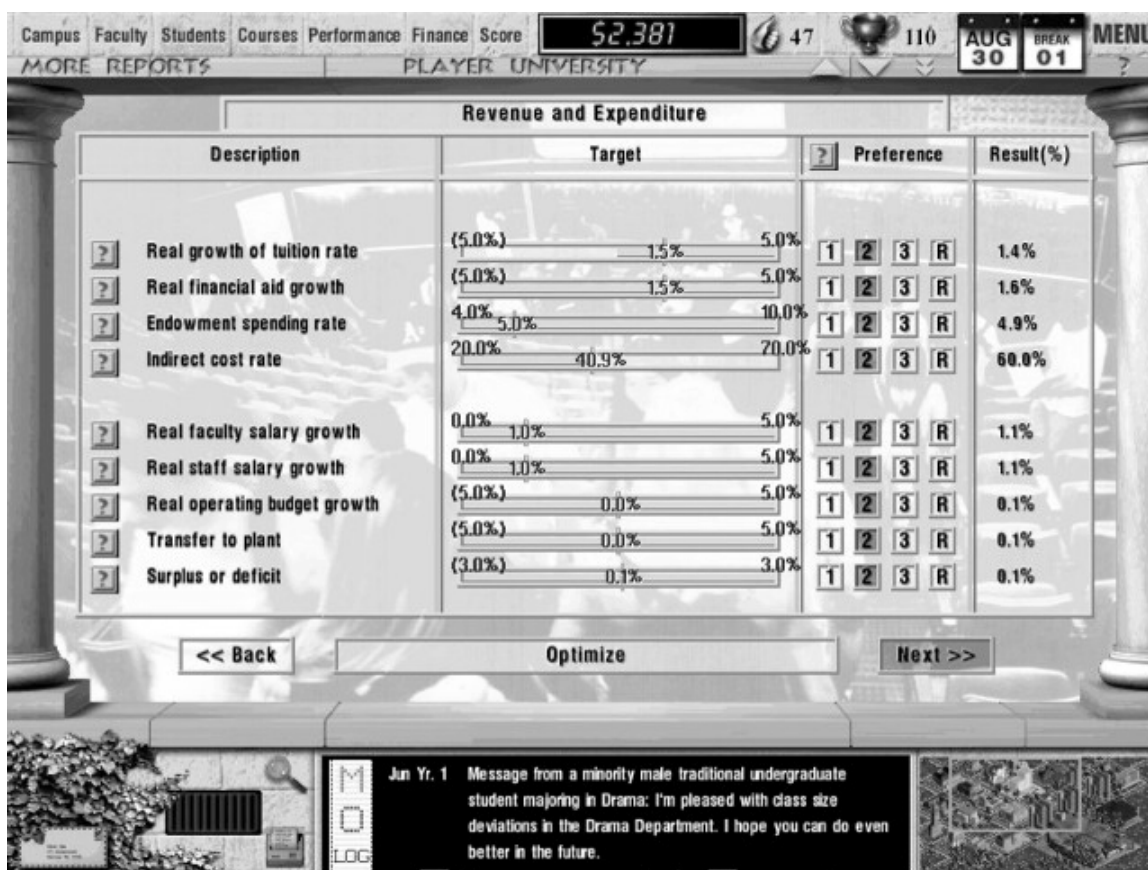 Campus Faculty Students Courses Performance Finance Score $2,381 47 110 AUG 30 BREAK 01 MENU
MORE REPORTS PLAYER UNIVERSITY ?
Revenue and Expenditure
Description Target ? Preference Result(%)
? Real growth of tuition rate (5.0%) 1.5% 5.0% 1 2 3 R 1.4%
? Real financial aid growth (5.0%) 1.5% 5.0% 1 2 3 R 1.6%
? Endowment spending rate 4.0% 5.0% 10.0% 1 2 3 R 4.9%
? Indirect cost rate 20.0% 40.9% 70.0% 1 2 3 R 60.0%
? Real faculty salary growth 0.0% 1.0% 5.0% 1 2 3 R 1.1%
? Real staff salary growth 0.0% 1.0% 5.0% 1 2 3 R 1.1%
? Real operating budget growth (5.0%) 0.0% 5.0% 1 2 3 R 0.1%
? Transfer to plant (5.0%) 0.0% 5.0% 1 2 3 R 0.1%
? Surplus or deficit (3.0%) 0.1% 3.0% 1 2 3 R 0.1%
<< Back Optimize Next >>
Jun Yr. 1 Message from a minority male traditional undergraduate
student majoring in Drama: I'm pleased with class size
deviations in the Drama Department. I hope you can do even
better in the future.
LOG